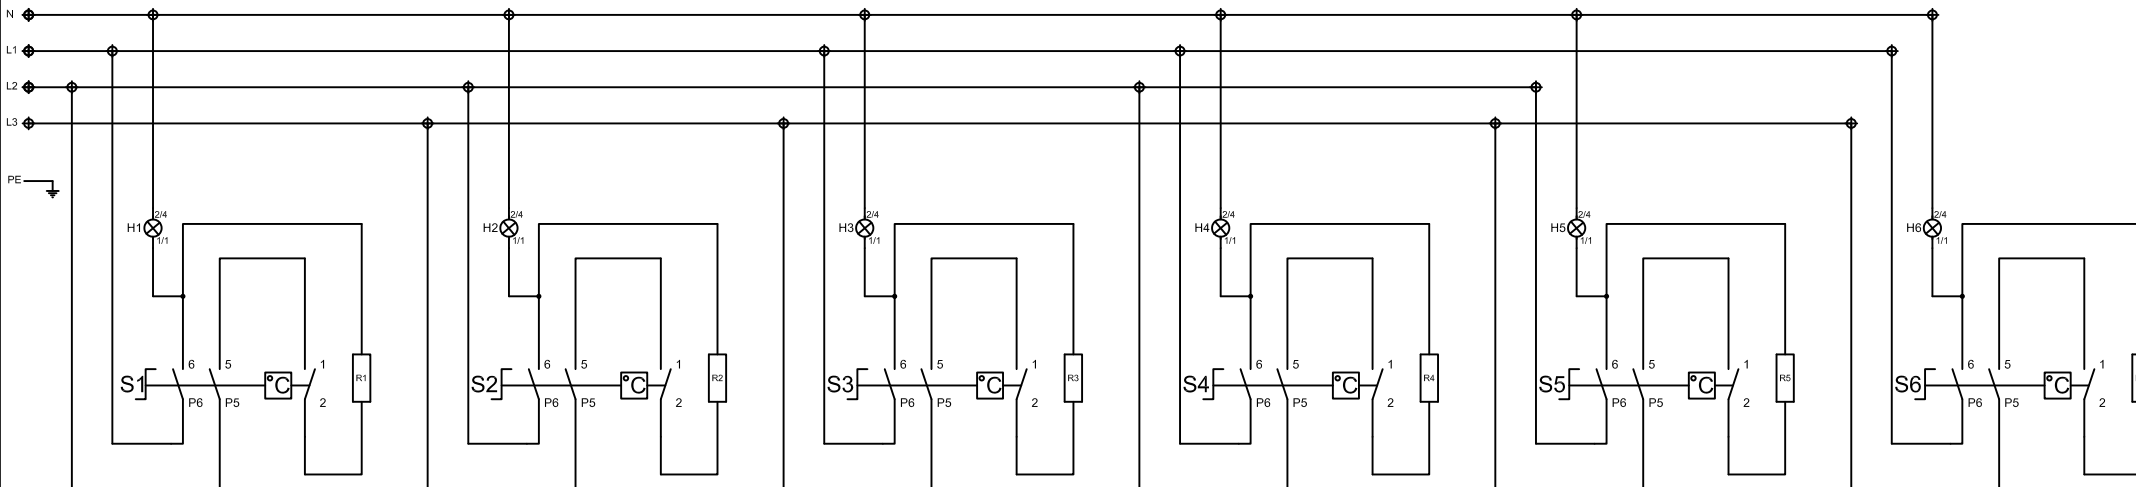 N
L1
L2
L3
PE
2/4 2/4 2/4 2/4 2/4 2/4
H1 H2 H3 H4 H5 H6
1/1 1/1 1/1 1/1 1/1 1/1
6 5 1 6 5 1 6 5 1 6 5 1 6 5 1 6 5 1
S1 °C R1 S2 °C R2 S3 °C R3 S4 °C R4 S5 °C R5 S6 °C
P6 P5 2 P6 P5 2 P6 P5 2 P6 P5 2 P6 P5 2 P6 P5 2